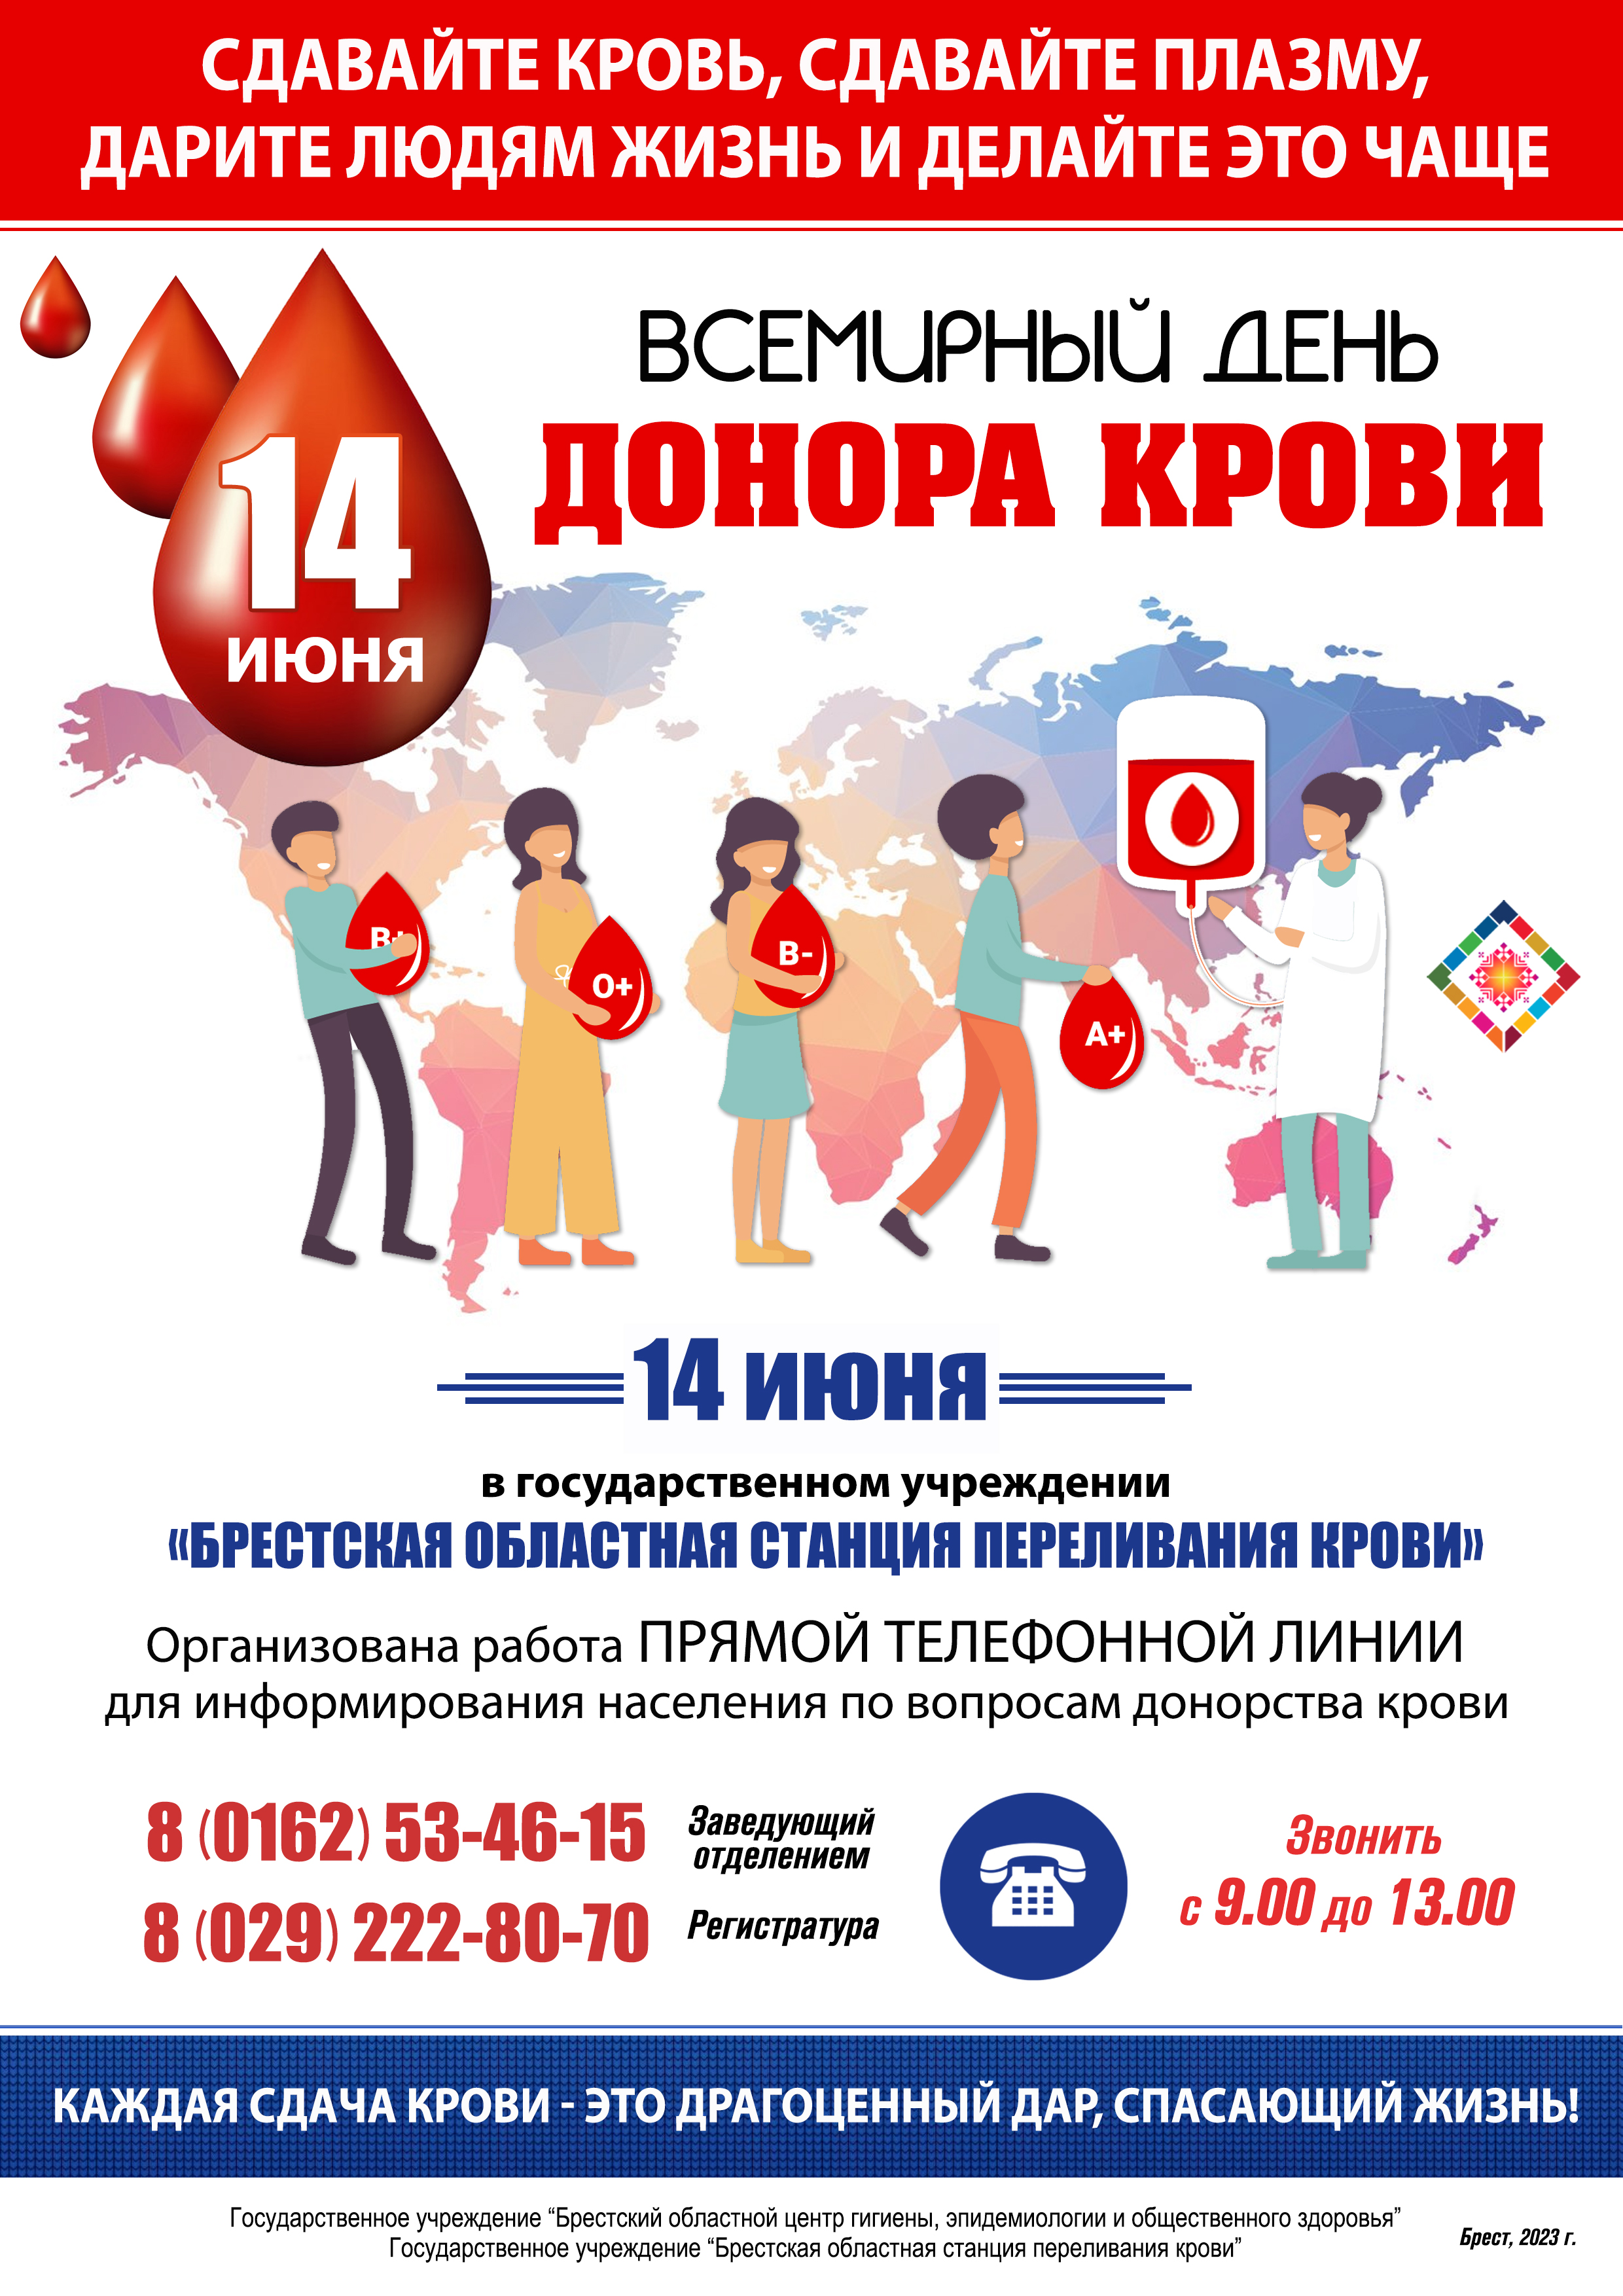 СДАВАЙТЕ КРОВЬ, СДАВАЙТЕ ПЛАЗМУ,
ДАРИТЕ ЛЮДЯМ ЖИЗНЬ И ДЕЛАЙТЕ ЭТО ЧАЩЕ
ВСЕМИРНЫЙ ДЕНЬ
ДОНОРА КРОВИ
14
ИЮНЯ
B+
O+
B-
A+
14 ИЮНЯ
в государственном учреждении
«БРЕСТСКАЯ ОБЛАСТНАЯ СТАНЦИЯ ПЕРЕЛИВАНИЯ КРОВИ»
Организована работа ПРЯМОЙ ТЕЛЕФОННОЙ ЛИНИИ
для информирования населения по вопросам донорства крови
8 (0162) 53-46-15
Заведующий
отделением
8 (029) 222-80-70
Регистратура
Звонить
с 9.00 до 13.00
КАЖДАЯ СДАЧА КРОВИ - ЭТО ДРАГОЦЕННЫЙ ДАР, СПАСАЮЩИЙ ЖИЗНЬ!
Государственное учреждение “Брестский областной центр гигиены, эпидемиологии и общественного здоровья”
Государственное учреждение “Брестская областная станция переливания крови”
Брест, 2023 г.